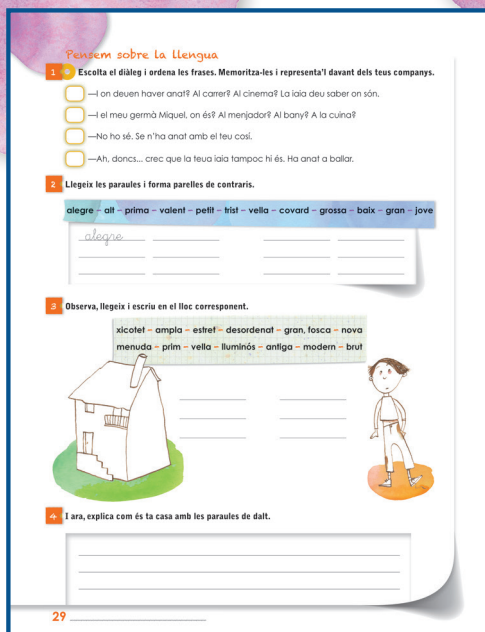 Pensem sobre la llengua
1 Escolta el diàleg i ordena les frases. Memoritza-les i representa'l davant dels teus companys.
—I on deuen haver anat? Al carrer? Al cinema? La iaia deu saber on són.
—I el meu germà Miquel, on és? Al menjador? Al bany? A la cuina?
—No ho sé. Se n'ha anat amb el teu cosí.
—Ah, doncs... crec que la teua iaia tampoc hi és. Ha anat a ballar.
2 Llegeix les paraules i forma parelles de contraris.
alegre – alt – prima – valent – petit – trist – vella – covard – grossa – baix – gran – jove
alegre
3 Observa, llegeix i escriu en el lloc corresponent.
xicotet – ampla – estret – desordenat – gran, fosca – nova
menuda – prim – vella – lluminós – antiga – modern – brut
4 I ara, explica com és ta casa amb les paraules de dalt.
29